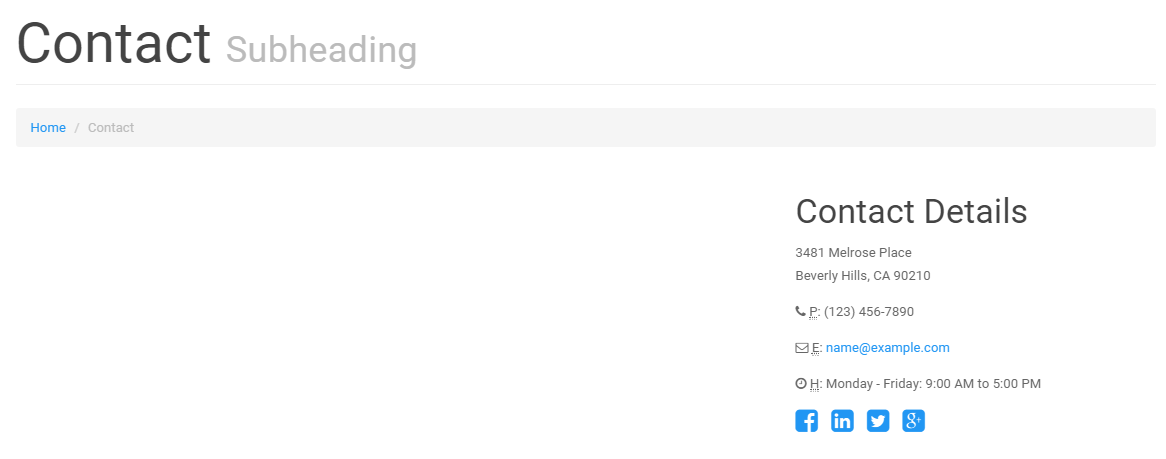 Contact Subheading
Home / Contact
Contact Details
3481 Melrose Place
Beverly Hills, CA 90210
P: (123) 456-7890
E: name@example.com
H: Monday - Friday: 9:00 AM to 5:00 PM